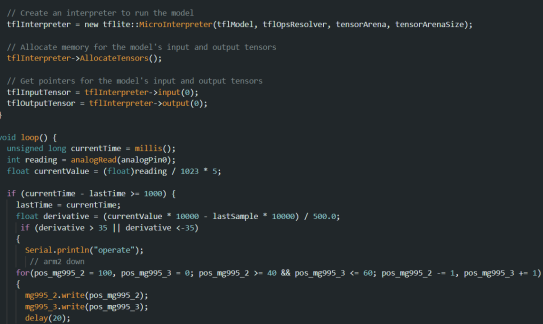 // Create an interpreter to run the model
tflInterpreter = new tflite::MicroInterpreter(tflModel, tflOpsResolver, tensorArena, tensorArenaSize);
// Allocate memory for the model's input and output tensors
tflInterpreter->AllocateTensors();
// Get pointers for the model's input and output tensors
tflInputTensor = tflInterpreter->input(0);
tflOutputTensor = tflInterpreter->output(0);
}
void loop() {
unsigned long currentTime = millis();
int reading = analogRead(analogPin0);
float currentValue = (float)reading / 1023 * 5;
if (currentTime - lastTime >= 1000) {
lastTime = currentTime;
float derivative = (currentValue * 10000 - lastSample * 10000) / 500.0;
if (derivative > 35 || derivative <-35)
{
Serial.println("operate");
// arm2 down
for(pos_mg995_2 = 100, pos_mg995_3 = 0; pos_mg995_2 >= 40 && pos_mg995_3 <= 60; pos_mg995_2 -= 1, pos_mg995_3 += 1)
{
mg995_2.write(pos_mg995_2);
mg995_3.write(pos_mg995_3);
delay(20);